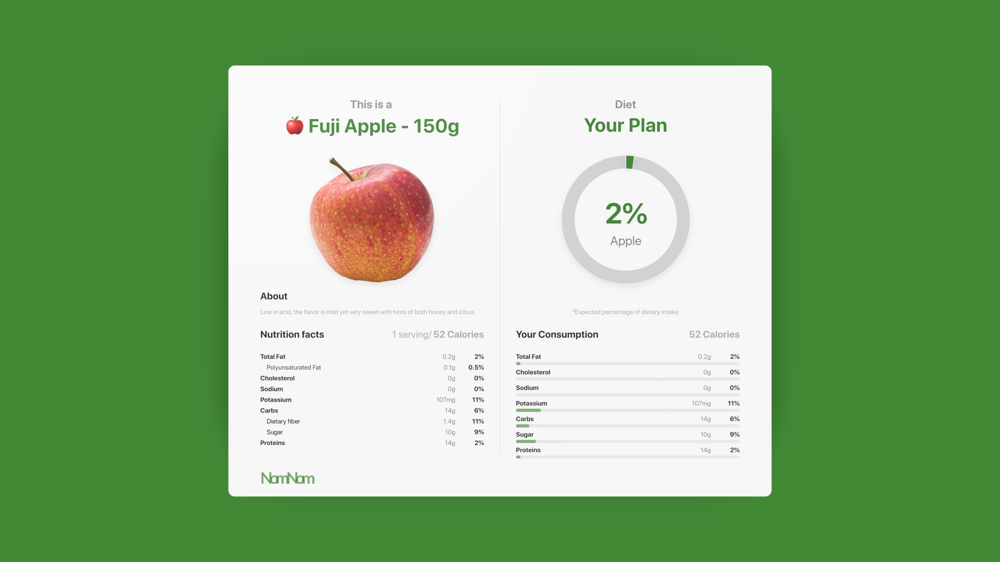 This is a
🍎 Fuji Apple - 150g
About
Low in acid, the flavor is mild yet very sweet with hints of both honey and citrus.
Nutrition facts 1 serving/ 52 Calories
Total Fat 0.2g 2%
Polyunsaturated Fat 0.1g 0.5%
Cholesterol 0g 0%
Sodium 0g 0%
Potassium 107mg 11%
Carbs 14g 6%
Dietary fiber 1.4g 11%
Sugar 10g 9%
Proteins 14g 2%
NomNom
Diet
Your Plan
2%
Apple
*Expected percentage of dietary intake.
Your Consumption 52 Calories
Total Fat 0.2g 2%
Cholesterol 0g 0%
Sodium 0g 0%
Potassium 107mg 11%
Carbs 14g 6%
Sugar 10g 9%
Proteins 14g 2%